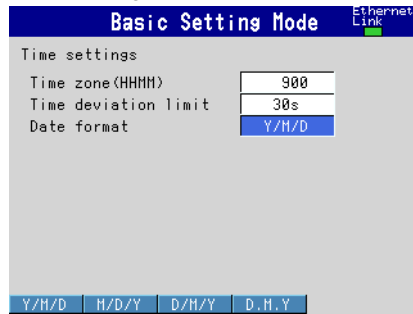 Basic Setting Mode
Ethernet
Link
Time settings
Time zone(HHMM) 900
Time deviation limit 30s
Date format Y/M/D
Y/M/D M/D/Y D/M/Y D.M.Y